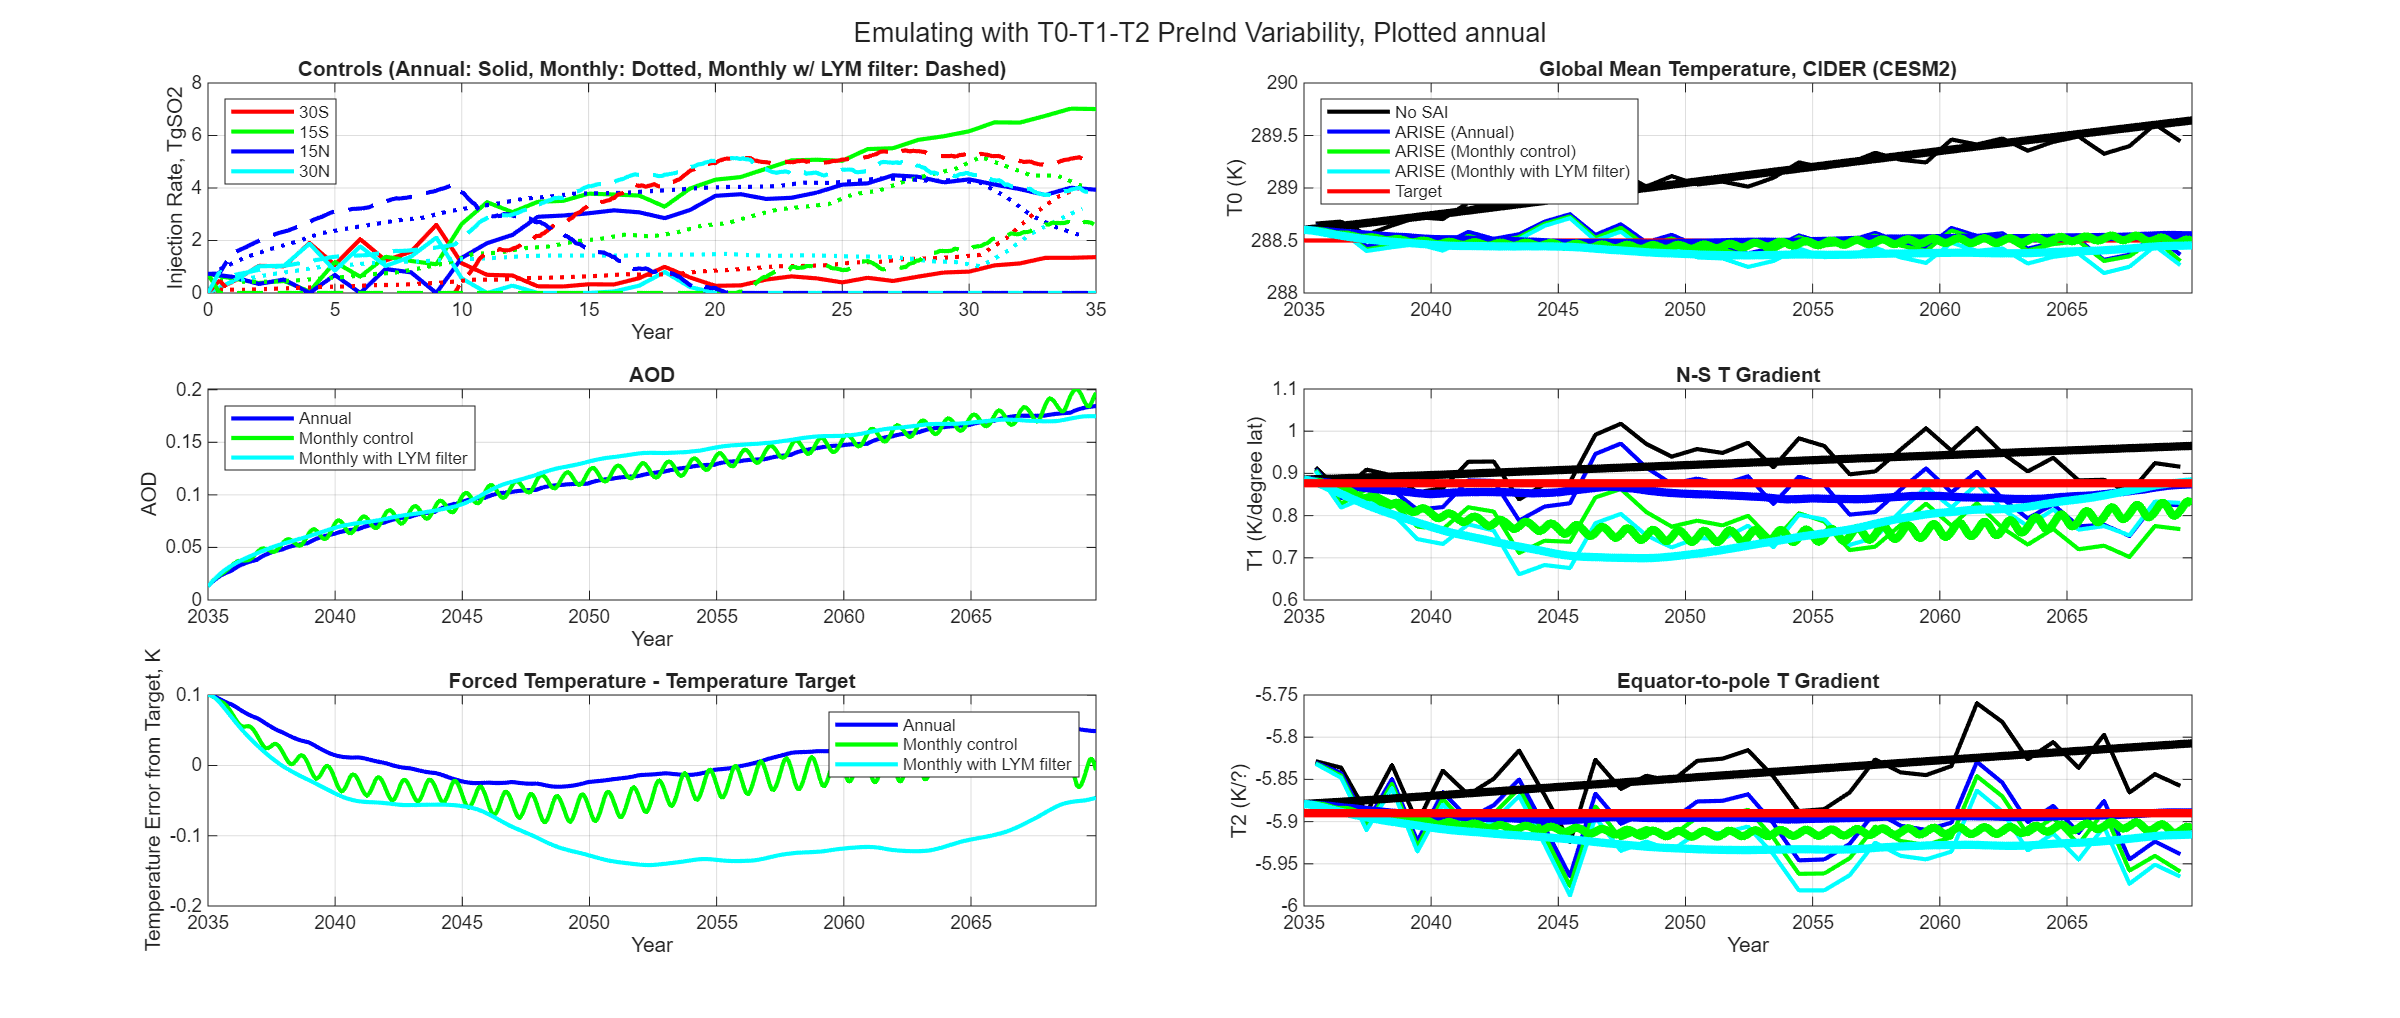 Emulating with T0-T1-T2 PreInd Variability, Plotted annual
Controls (Annual: Solid, Monthly: Dotted, Monthly w/ LYM filter: Dashed)
Injection Rate, TgSO2
8
6
4
2
0
30S
15S
15N
30N
0 5 10 15 20 25 30 35
Year
Global Mean Temperature, CIDER (CESM2)
T0 (K)
290
289.5
289
288.5
288
No SAI
ARISE (Annual)
ARISE (Monthly control)
ARISE (Monthly with LYM filter)
Target
2035 2040 2045 2050 2055 2060 2065
AOD
AOD
0.2
0.15
0.1
0.05
0
Annual
Monthly control
Monthly with LYM filter
2035 2040 2045 2050 2055 2060 2065
Year
N-S T Gradient
T1 (K/degree lat)
1.1
1
0.9
0.8
0.7
0.6
2035 2040 2045 2050 2055 2060 2065
Forced Temperature - Temperature Target
Temperature Error from Target, K
0.1
0
-0.1
-0.2
Annual
Monthly control
Monthly with LYM filter
2035 2040 2045 2050 2055 2060 2065
Year
Equator-to-pole T Gradient
T2 (K/?)
-5.75
-5.8
-5.85
-5.9
-5.95
-6
2035 2040 2045 2050 2055 2060 2065
Year